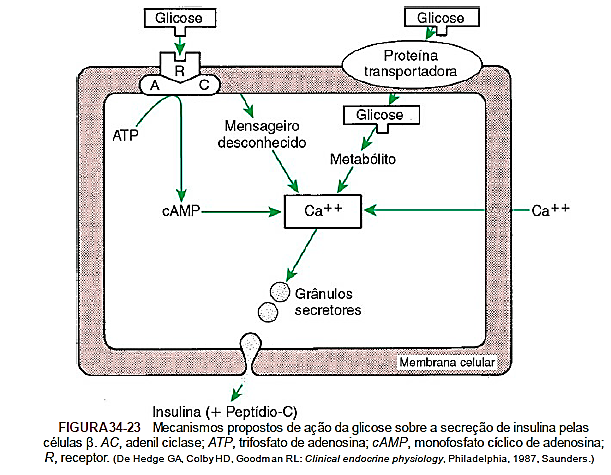 Glicose
Glicose
R
A C
Proteína
transportadora
ATP
Mensageiro
desconhecido
Glicose
Metabólito
cAMP
Ca++
Ca++
Grânulos
secretores
Membrana celular
Insulina (+ Peptídio-C)
FIGURA34-23 Mecanismos propostos de ação da glicose sobre a secreção de insulina pelas
células β. AC, adenil ciclase; ATP, trifosfato de adenosina; cAMP, monofosfato cíclico de adenosina;
R, receptor. (De Hedge GA, Colby HD, Goodman RL: Clinical endocrine physiology, Philadelphia, 1987, Saunders.)